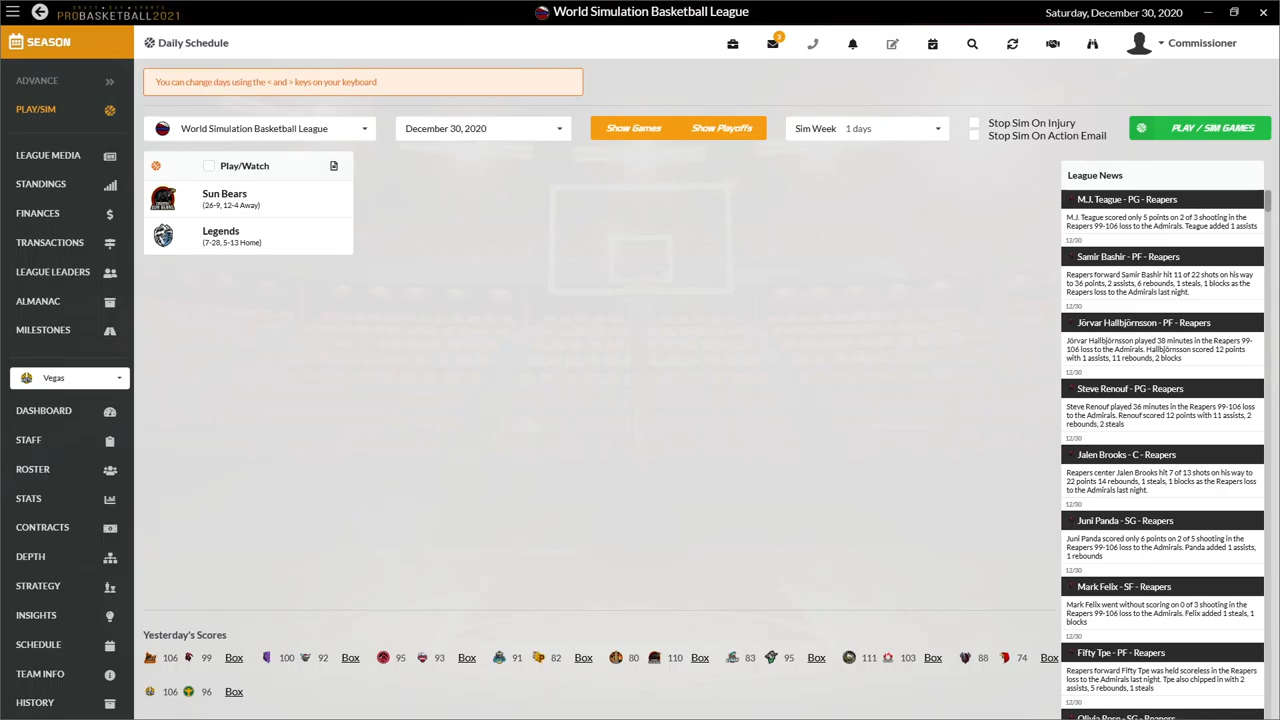 DRAFT DAY SPORTS
PROBASKETBALL2021
World Simulation Basketball League
Saturday, December 30, 2020
SEASON
Daily Schedule
3
Commissioner
ADVANCE
PLAY/SIM
LEAGUE MEDIA
STANDINGS
FINANCES
TRANSACTIONS
LEAGUE LEADERS
ALMANAC
MILESTONES
Vegas
DASHBOARD
STAFF
ROSTER
STATS
CONTRACTS
DEPTH
STRATEGY
INSIGHTS
SCHEDULE
TEAM INFO
HISTORY
You can change days using the < and > keys on your keyboard
World Simulation Basketball League
December 30, 2020
Show Games
Show Playoffs
Sim Week 1 days
Stop Sim On Injury
Stop Sim On Action Email
PLAY / SIM GAMES
Play/Watch
Sun Bears
(26-9, 12-4 Away)
Legends
(7-28, 5-13 Home)
League News
M.J. Teague - PG - Reapers
M.J. Teague scored only 5 points on 2 of 3 shooting in the
Reapers 99-106 loss to the Admirals. Teague added 1 assists
12/30
Samir Bashir - PF - Reapers
Reapers forward Samir Bashir hit 11 of 22 shots on his way
to 36 points, 2 assists, 6 rebounds, 1 steals, 1 blocks as the
Reapers loss to the Admirals last night.
12/30
Jörvar Hallbjörnsson - PF - Reapers
Jörvar Hallbjörnsson played 38 minutes in the Reapers 99-
106 loss to the Admirals. Hallbjörnsson scored 12 points
with 1 assists, 11 rebounds, 2 blocks
12/30
Steve Renouf - PG - Reapers
Steve Renouf played 36 minutes in the Reapers 99-106 loss
to the Admirals. Renouf scored 12 points with 11 assists, 2
rebounds, 2 steals
12/30
Jalen Brooks - C - Reapers
Reapers center Jalen Brooks hit 7 of 13 shots on his way to
22 points 14 rebounds, 1 steals, 1 blocks as the Reapers loss
to the Admirals last night.
12/30
Juni Panda - SG - Reapers
Juni Panda scored only 6 points on 2 of 5 shooting in the
Reapers 99-106 loss to the Admirals. Panda added 1 assists,
1 rebounds
12/30
Mark Felix - SF - Reapers
Mark Felix went without scoring on 0 of 3 shooting in the
Reapers 99-106 loss to the Admirals. Felix added 1 steals, 1
blocks
12/30
Fifty Tpe - PF - Reapers
Reapers forward Fifty Tpe was held scoreless in the Reapers
loss to the Admirals last night. Tpe also chipped in with 2
assists, 5 rebounds, 1 steals
12/30
Olivia Rose - SG - Reapers
Yesterday's Scores
106 99 Box 100 92 Box 95 93 Box 91 82 Box 80 110 Box 83 95 Box 111 103 Box 88 74 Box
106 96 Box